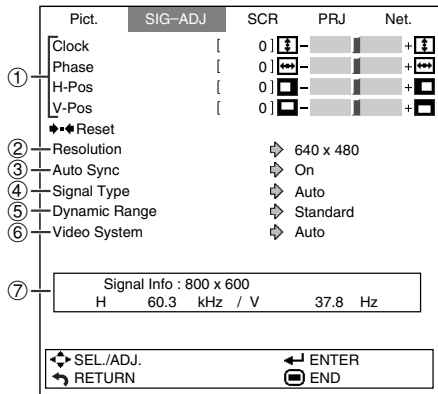 Pict. SIG–ADJ SCR PRJ Net.
Clock [ 0 ] – +
① Phase [ 0 ] – +
H-Pos [ 0 ] – +
V-Pos [ 0 ] – +
Reset
② Resolution 640 x 480
③ Auto Sync On
④ Signal Type Auto
⑤ Dynamic Range Standard
⑥ Video System Auto
⑦ Signal Info : 800 x 600
H 60.3 kHz / V 37.8 Hz
SEL./ADJ. ENTER
RETURN END